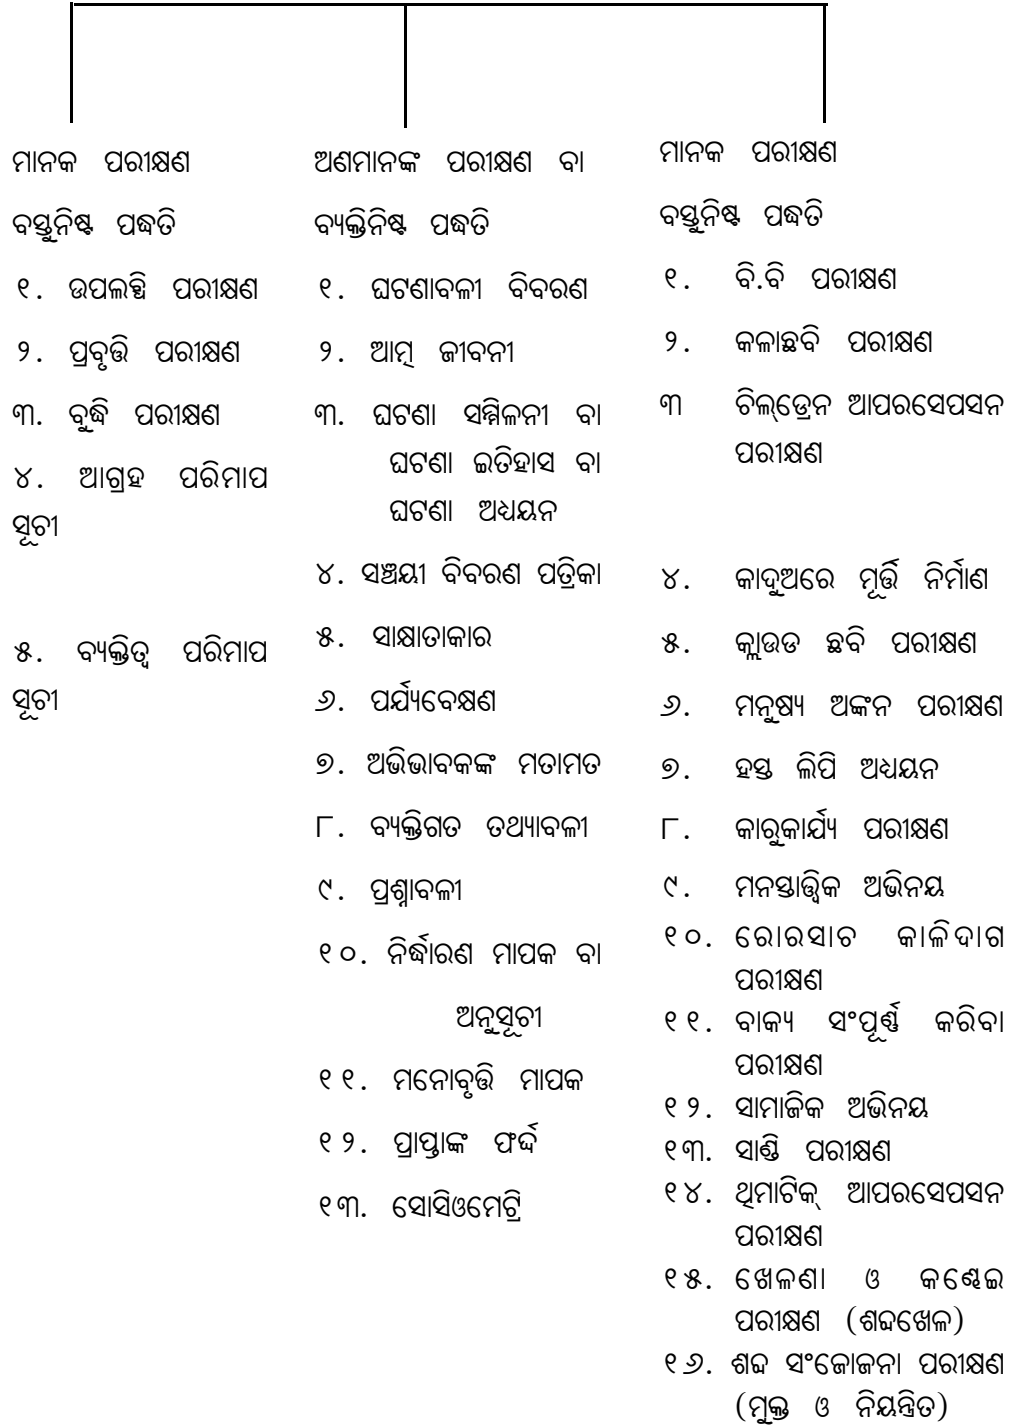 ମାନକ ପରୀକ୍ଷଣ
ବସ୍ତୁନିଷ୍ଟ ପଦ୍ଧତି
୧. ଉପଲବ୍ଧି ପରୀକ୍ଷଣ
୨. ପ୍ରବୃତ୍ତି ପରୀକ୍ଷଣ
୩. ବୁଦ୍ଧି ପରୀକ୍ଷଣ
୪. ଆଗ୍ରହ ପରିମାପ
ସୂଚୀ
୫. ବ୍ୟକ୍ତିତ୍ୱ ପରିମାପ
ସୂଚୀ
ଅଣମାନଙ୍କ ପରୀକ୍ଷଣ ବା
ବ୍ୟକ୍ତିନିଷ୍ଟ ପଦ୍ଧତି
୧. ଘଟଣାବଳୀ ବିବରଣ
୨. ଆତ୍ମ ଜୀବନୀ
୩. ଘଟଣା ସମ୍ମିଳନୀ ବା
ଘଟଣା ଇତିହାସ ବା
ଘଟଣା ଅଧ୍ୟୟନ
୪. ସଞ୍ଚୟୀ ବିବରଣ ପତ୍ରିକା
୫. ସାକ୍ଷାତାକାର
୬. ପର୍ଯ୍ୟବେକ୍ଷଣ
୭. ଅଭିଭାବକଙ୍କ ମତାମତ
୮. ବ୍ୟକ୍ତିଗତ ତଥ୍ୟାବଳୀ
୯. ପ୍ରଶ୍ନାବଳୀ
୧୦. ନିର୍ଦ୍ଧାରଣ ମାପକ ବା
ଅନୁସୂଚୀ
୧୧. ମନୋବୃତ୍ତି ମାପକ
୧୨. ପ୍ରାପ୍ତାଙ୍କ ଫର୍ଦ୍ଦ
୧୩. ସୋସିଓମେଟ୍ରି
ମାନକ ପରୀକ୍ଷଣ
ବସ୍ତୁନିଷ୍ଟ ପଦ୍ଧତି
୧. ବି.ବି ପରୀକ୍ଷଣ
୨. କଳାଛବି ପରୀକ୍ଷଣ
୩ ଚିଲ୍‌ଡ୍ରେନ ଆପରସେପସନ
ପରୀକ୍ଷଣ
୪. କାଦୁଅରେ ମୂର୍ତ୍ତି ନିର୍ମାଣ
୫. କ୍ଲାଉଡ ଛବି ପରୀକ୍ଷଣ
୬. ମନୁଷ୍ୟ ଅଙ୍କନ ପରୀକ୍ଷଣ
୭. ହସ୍ତ ଲିପି ଅଧ୍ୟୟନ
୮. କାରୁକାର୍ଯ୍ୟ ପରୀକ୍ଷଣ
୯. ମନସ୍ତାତ୍ତ୍ୱିକ ଅଭିନୟ
୧୦. ରୋରସାଚ କାଳିଦାଗ
ପରୀକ୍ଷଣ
୧୧. ବାକ୍ୟ ସଂପୂର୍ଣ୍ଣ କରିବା
ପରୀକ୍ଷଣ
୧୨. ସାମାଜିକ ଅଭିନୟ
୧୩. ସାଣ୍ଡି ପରୀକ୍ଷଣ
୧୪. ଥିମାଟିକ୍ ଆପରସେପସନ
ପରୀକ୍ଷଣ
୧୫. ଖେଳଣା ଓ କଣ୍ଢେଇ
ପରୀକ୍ଷଣ (ଶବ୍ଦଖେଳ)
୧୬. ଶବ୍ଦ ସଂଜୋଜନା ପରୀକ୍ଷଣ
(ମୁକ୍ତ ଓ ନିୟନ୍ତ୍ରିତ)